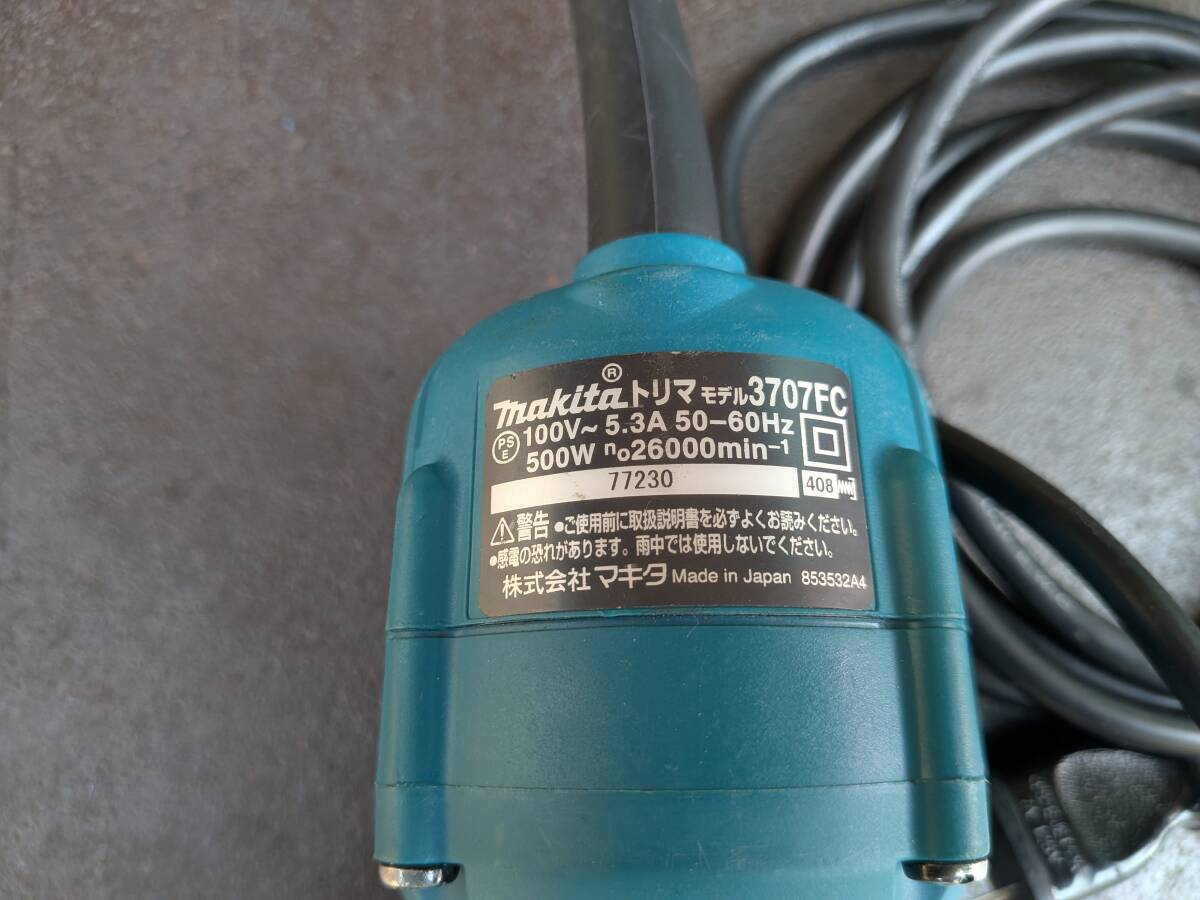 makita® トリマ モデル3707FC
PS E 100V~ 5.3A 50-60Hz
500W n₀26000min⁻¹
77230 408
⚠警告 •ご使用前に取扱説明書を必ずよくお読みください。
•感電の恐れがあります。雨中では使用しないでください。
株式会社 マキタ Made in Japan 853532A4